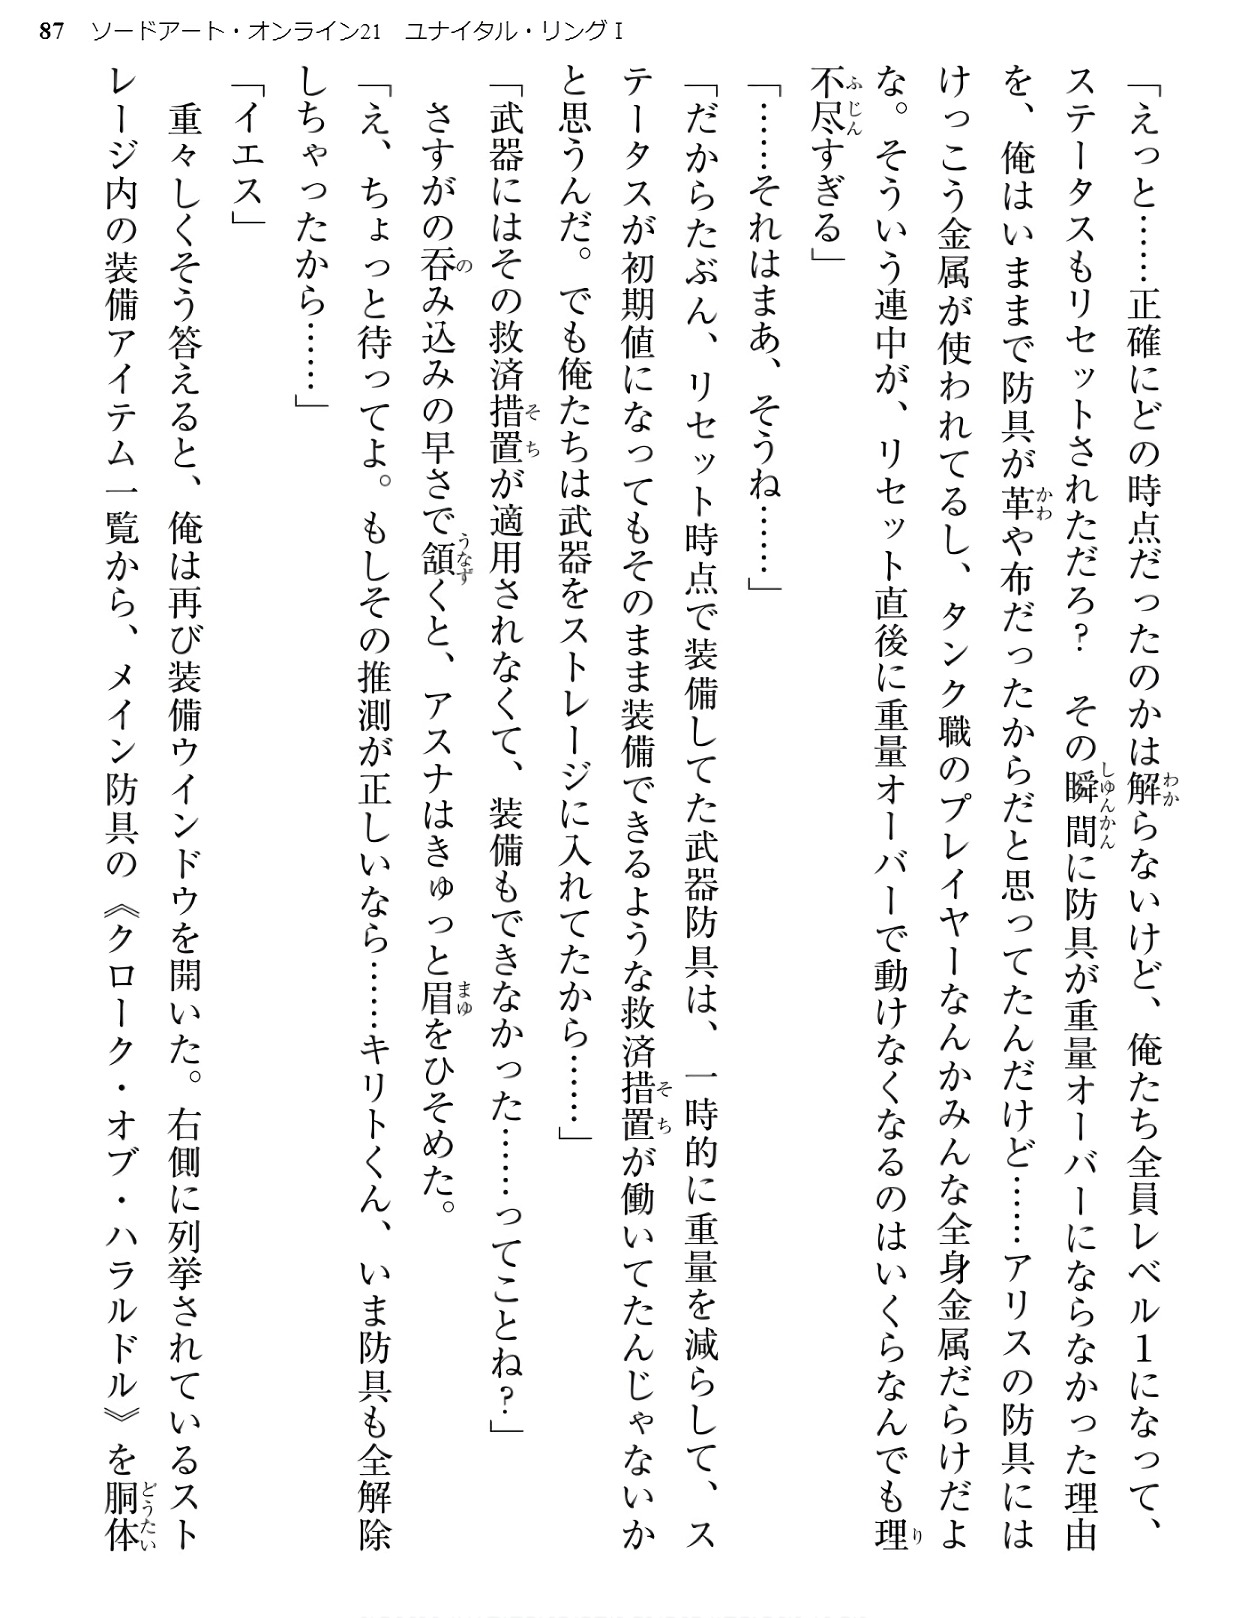 87 ソードアート・オンライン21 ユナイタル・リングⅠ
「えっと……正確にどの時点だったのかは解らないけど、俺たち全員レベル1になって、
ステータスもリセットされただろ? その瞬間に防具が重量オーバーにならなかった理由
を、俺はいままで防具が革や布だったからだと思ってたんだけど……アリスの防具には
けっこう金属が使われてるし、タンク職のプレイヤーなんかみんな全身金属だらけだよ
な。そういう連中が、リセット直後に重量オーバーで動けなくなるのはいくらなんでも理
不尽すぎる」
「……それはまあ、そうね……」
「だからたぶん、リセット時点で装備してた武器防具は、一時的に重量を減らして、ス
テータスが初期値になってもそのまま装備できるような救済措置が働いてたんじゃないか
と思うんだ。でも俺たちは武器をストレージに入れてたから……」
「武器にはその救済措置が適用されなくて、装備もできなかった……ってことね?」
さすがの呑み込みの早さで頷くと、アスナはきゅっと眉をひそめた。
「え、ちょっと待ってよ。もしその推測が正しいなら……キリトくん、いま防具も全解除
しちゃったから……」
「イエス」
重々しくそう答えると、俺は再び装備ウインドウを開いた。右側に列挙されているスト
レージ内の装備アイテム一覧から、メイン防具の《クローク・オブ・ハラルドル》を胴体